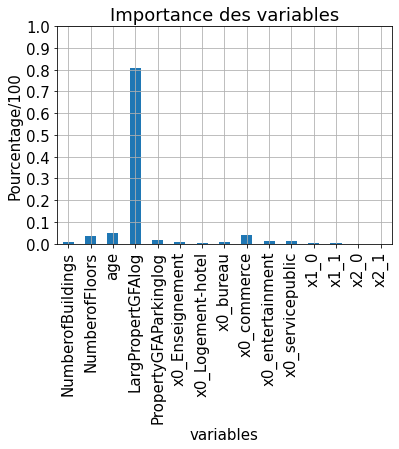 Importance des variables
Pourcentage/100
1.0
0.9
0.8
0.7
0.6
0.5
0.4
0.3
0.2
0.1
0.0
NumberofBuildings
NumberofFloors
age
LargPropertGFAlog
PropertyGFAParkinglog
x0_Enseignement
x0_Logement-hotel
x0_bureau
x0_commerce
x0_entertainment
x0_servicepublic
x1_0
x1_1
x2_0
x2_1
variables